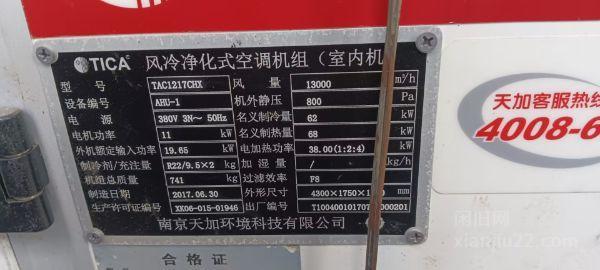 TICA 风冷净化式空调机组(室内机
型号 TAC1217CHX 风量 13000 m³/h
设备编号 AHU-1 机外静压 800 Pa
电源 380V 3N~ 50Hz 名义制冷量 62 kW
电机功率 11 kW 名义制热量 68 kW
外机额定输入功率 19.65 kW 电加热功率 38.00(1:2:4) kW
制冷剂/充注量 R22/9.5×2 kg 加湿量 / kg/h
机组总质量 741 kg 过滤效率 F8
制造日期 2017.06.30 外形尺寸 4300×1750×1 mm
生产许可证编号 XK06-015-01946 出厂编号
南京天加环境科技有限公司
合格证
天加客服热线
4008-6
闲旧网
xianjiu22.com